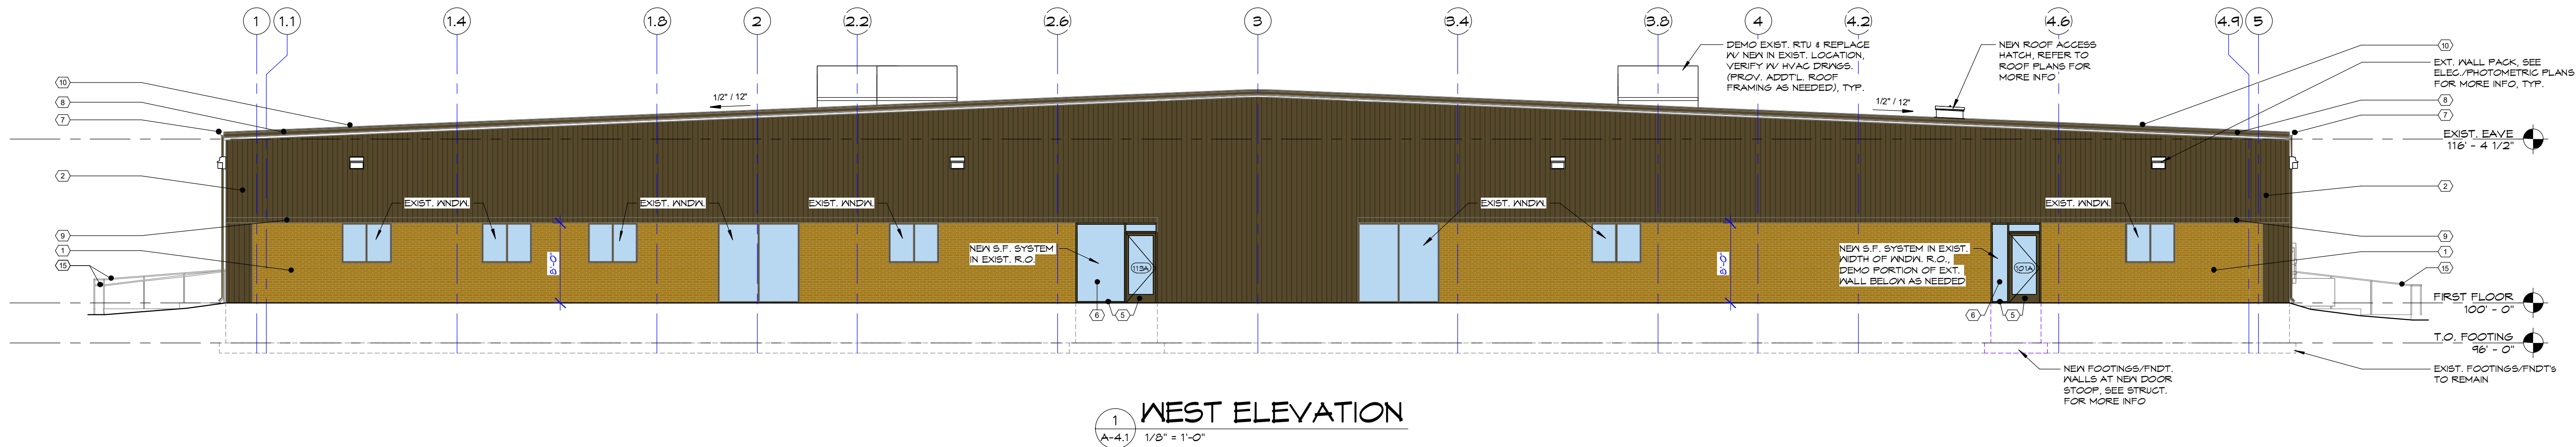 1 1.1 1.4 1.8 2 2.2 2.6 3 3.4 3.8 4 4.2 4.6 4.9 5
DEMO EXIST. RTU & REPLACE
W/ NEW IN EXIST. LOCATION,
VERIFY W/ HVAC DRWGS.
(PROV. ADDT'L. ROOF
FRAMING AS NEEDED), TYP.
NEW ROOF ACCESS
HATCH, REFER TO
ROOF PLANS FOR
MORE INFO
10
EXT. WALL PACK, SEE
ELEC./PHOTOMETRIC PLANS
FOR MORE INFO, TYP.
8
7
10
8
7
1/2" / 12"
1/2" / 12"
EXIST. EAVE
116' - 4 1/2"
2
2
EXIST. WNDW.
EXIST. WNDW.
EXIST. WNDW.
EXIST. WNDW.
EXIST. WNDW.
9
1
15
9
1
15
8'-0"
8'-0"
NEW S.F. SYSTEM
IN EXIST. R.O.
113A
NEW S.F. SYSTEM IN EXIST.
WIDTH OF WNDW. R.O.,
DEMO PORTION OF EXT.
WALL BELOW AS NEEDED
101A
6
5
6
5
FIRST FLOOR
100' - 0"
T.O. FOOTING
96' - 0"
NEW FOOTINGS/FNDT.
WALLS AT NEW DOOR
STOOP, SEE STRUCT.
FOR MORE INFO
EXIST. FOOTINGS/FNDT'S
TO REMAIN
1
A-4.1
WEST ELEVATION
1/8" = 1'-0"